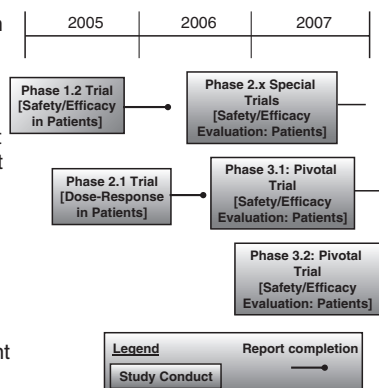 2005 2006 2007
Phase 1.2 Trial
[Safety/Efficacy
in Patients]
Phase 2.x Special
Trials
[Safety/Efficacy
Evaluation: Patients]
Phase 2.1 Trial
[Dose-Response
in Patients]
Phase 3.1: Pivotal
Trial
[Safety/Efficacy
Evaluation: Patients]
Phase 3.2: Pivotal
Trial
[Safety/Efficacy
Evaluation: Patients]
Legend Report completion
Study Conduct